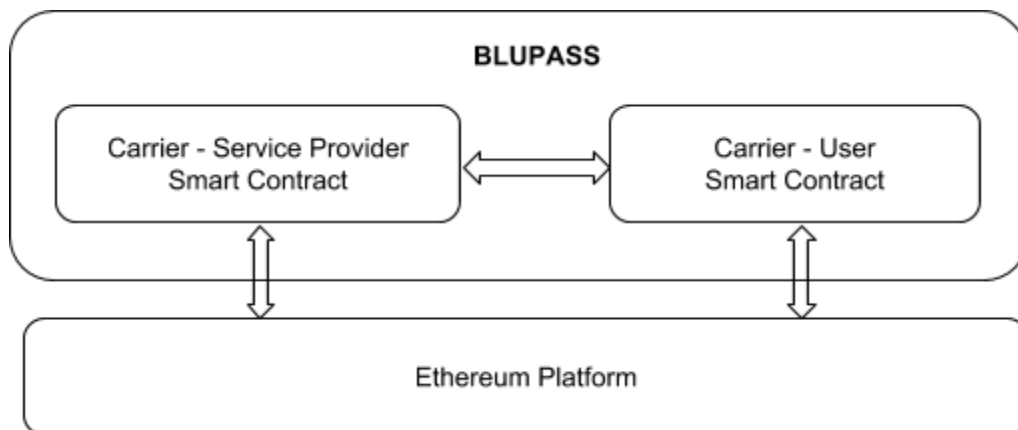 BLUPASS
Carrier - Service Provider
Smart Contract
Carrier - User
Smart Contract
Ethereum Platform